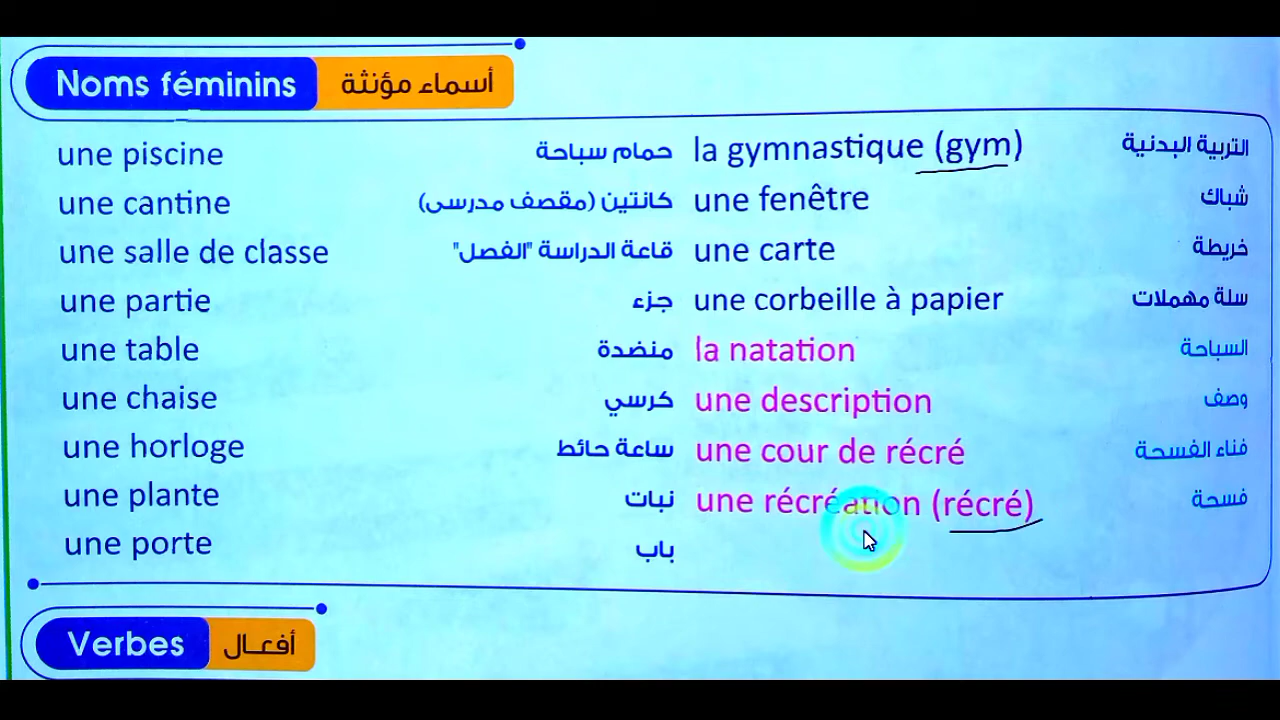 Noms féminins أسماء مؤنثة
une piscine حمام سباحة
une cantine كانتين (مقصف مدرسى)
une salle de classe قاعة الدراسة "الفصل"
une partie جزء
une table منضدة
une chaise كرسي
une horloge ساعة حائط
une plante نبات
une porte باب
la gymnastique (gym) التربية البدنية
une fenêtre شباك
une carte خريطة
une corbeille à papier سلة مهملات
la natation السباحة
une description وصف
une cour de récré فناء الفسحة
une récréation (récré) فسحة
Verbes أفعـال